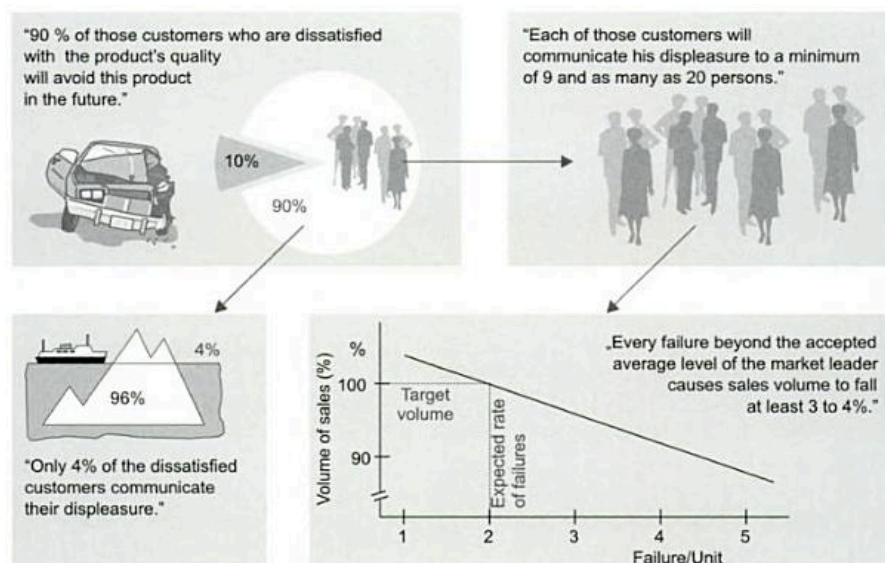 "90 % of those customers who are dissatisfied
with the product's quality
will avoid this product
in the future."
10%
90%
"Each of those customers will
communicate his displeasure to a minimum
of 9 and as many as 20 persons."
4%
96%
"Only 4% of the dissatisfied
customers communicate
their displeasure."
„Every failure beyond the accepted
average level of the market leader
causes sales volume to fall
at least 3 to 4%."
Volume of sales (%)
%
100
90
Target
volume
Expected rate
of failures
1 2 3 4 5
Failure/Unit